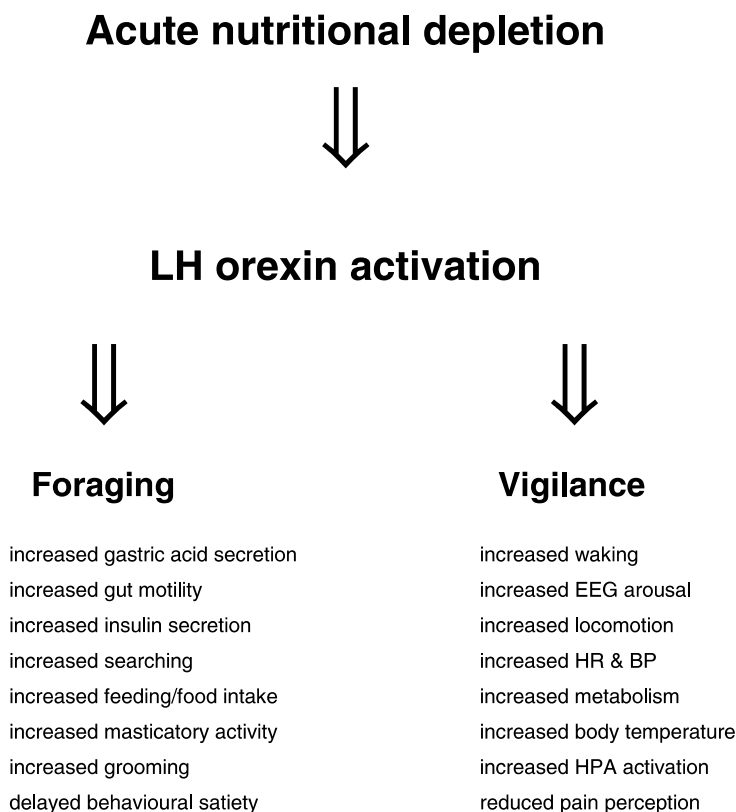 Acute nutritional depletion
LH orexin activation
Foraging
increased gastric acid secretion
increased gut motility
increased insulin secretion
increased searching
increased feeding/food intake
increased masticatory activity
increased grooming
delayed behavioural satiety
Vigilance
increased waking
increased EEG arousal
increased locomotion
increased HR & BP
increased metabolism
increased body temperature
increased HPA activation
reduced pain perception